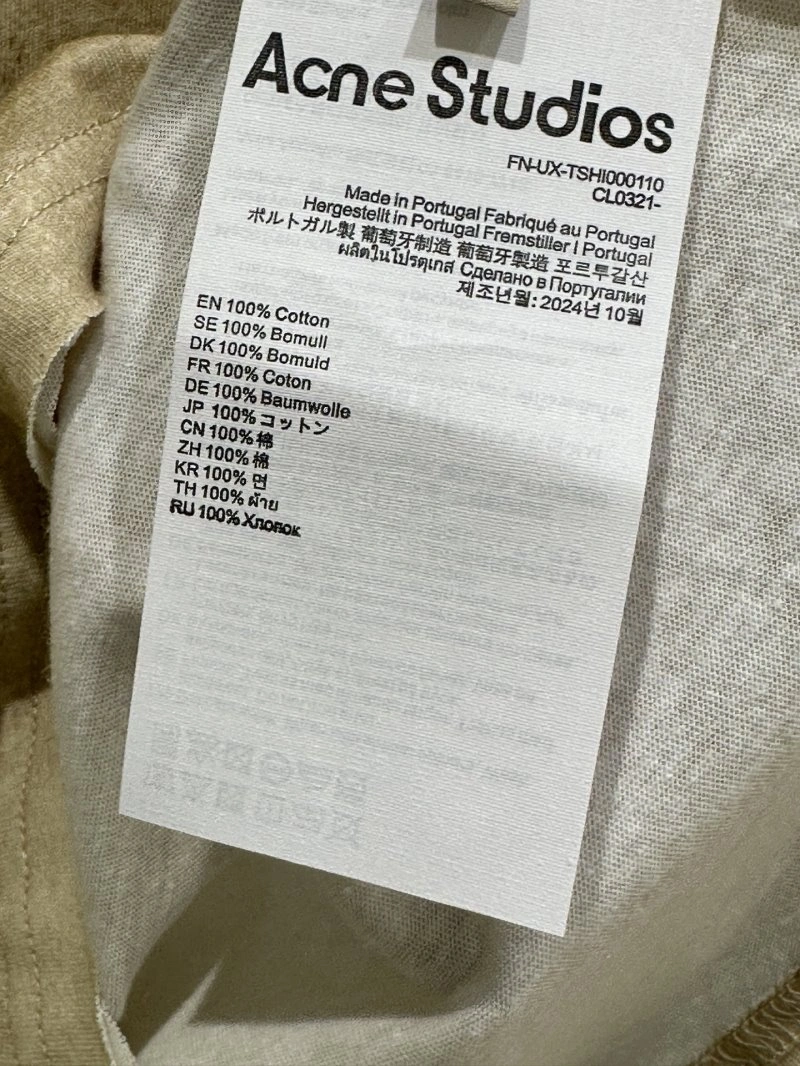 Acne Studios
FN-UX-TSHI000110
CL0321-
Made in Portugal Fabriqué au Portugal
Hergestellt in Portugal Fremstiller I Portugal
ポルトガル製 葡萄牙制造 葡萄牙製造 포르투갈산
ผลิตในโปรตุเกส Сделано в Португалии
제조년월: 2024년 10월
EN 100% Cotton
SE 100% Bomull
DK 100% Bomuld
FR 100% Coton
DE 100% Baumwolle
JP 100% コットン
CN 100% 棉
ZH 100% 棉
KR 100% 면
TH 100% ผ้าย
RU 100% Хлопок